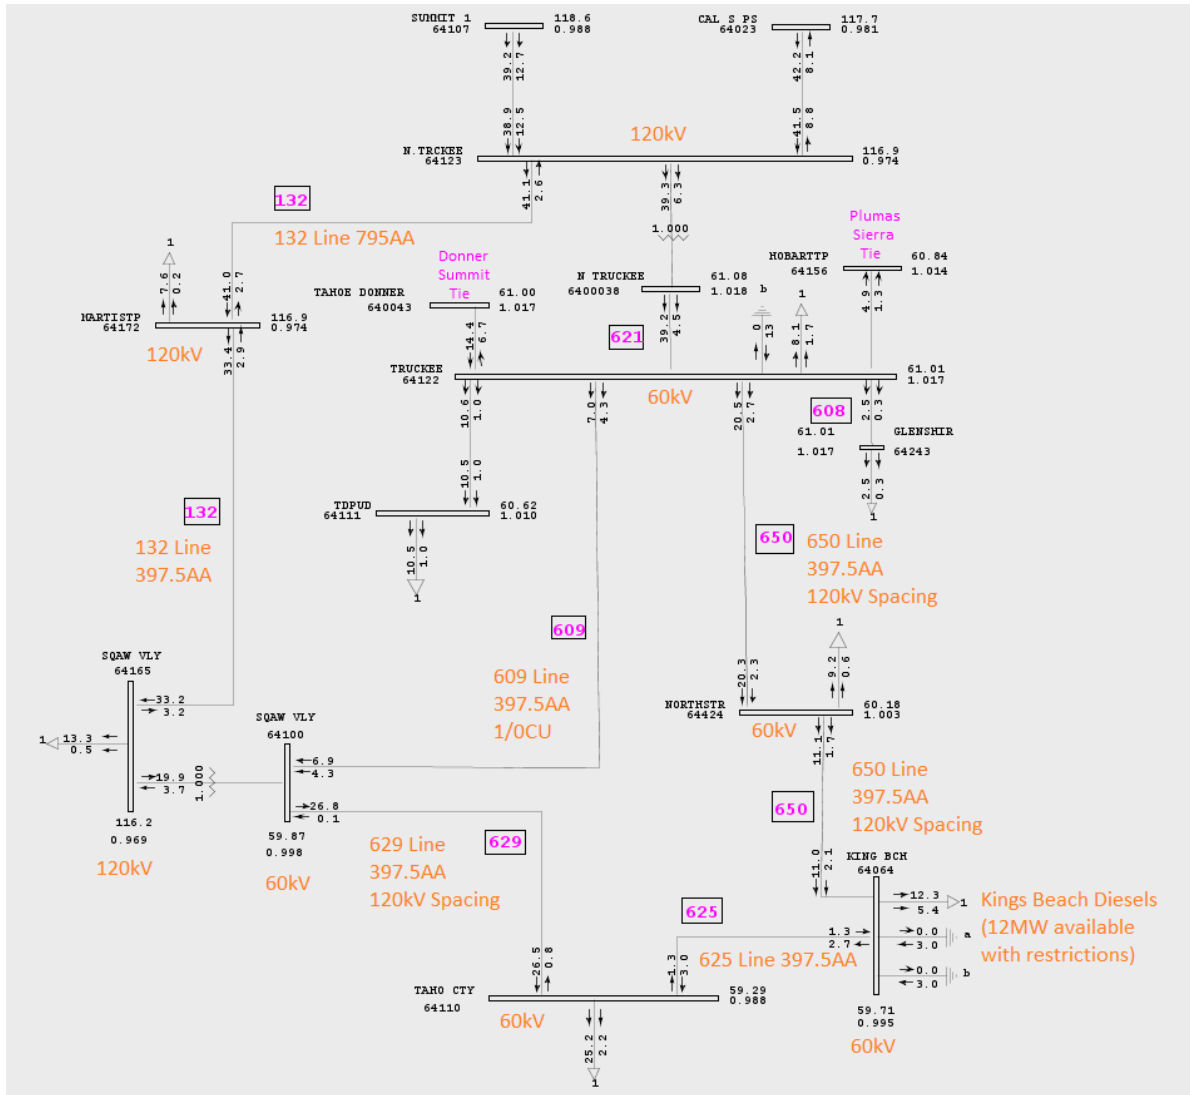 SUMMIT 1
64107
118.6
0.988
CAL S PS
64023
117.7
0.981
39.2
12.7
42.2
8.1
38.9
12.5
41.5
8.8
120kV
N.TRCKEE
64123
116.9
0.974
41.1
2.6
39.3
6.3
132
132 Line 795AA
1.000
Plumas
Sierra
Tie
Donner
Summit
Tie
1
7.6
0.2
41.0
2.7
N TRUCKEE
6400038
61.08
1.018
HOBARTTP
64156
60.84
1.014
TAHOE DONNER
640043
61.00
1.017
b
1
MARTISTP
64172
116.9
0.974
120kV
33.4
2.9
14.4
6.7
621
39.2
4.5
0
13
8.1
1.7
4.9
1.3
TRUCKEE
64122
61.01
1.017
60kV
10.6
1.0
7.0
4.3
20.5
2.7
608
2.5
0.3
61.01
1.017
GLENSHIR
64243
10.5
1.0
2.5
0.3
1
TDPUD
64111
60.62
1.010
132
132 Line
397.5AA
10.5
1.0
1
650
650 Line
397.5AA
120kV Spacing
609
609 Line
397.5AA
1/0CU
1
9.2
0.6
20.3
2.3
SQAW VLY
64165
NORTHSTR
64424
60.18
1.003
60kV
33.2
3.2
SQAW VLY
64100
1
13.3
0.5
11.1
1.7
6.9
4.3
19.9
3.7
1.000
650 Line
397.5AA
120kV Spacing
650
26.8
0.1
116.2
0.969
120kV
59.87
0.998
60kV
629 Line
397.5AA
120kV Spacing
629
11.0
2.1
KING BCH
64064
12.3
5.4
1
Kings Beach Diesels
(12MW available
with restrictions)
625
1.3
2.7
0.0
3.0
a
625 Line 397.5AA
0.0
3.0
b
26.5
0.8
1.3
3.0
TAHO CTY
64110
59.29
0.988
60kV
59.71
0.995
60kV
25.2
2.2
1